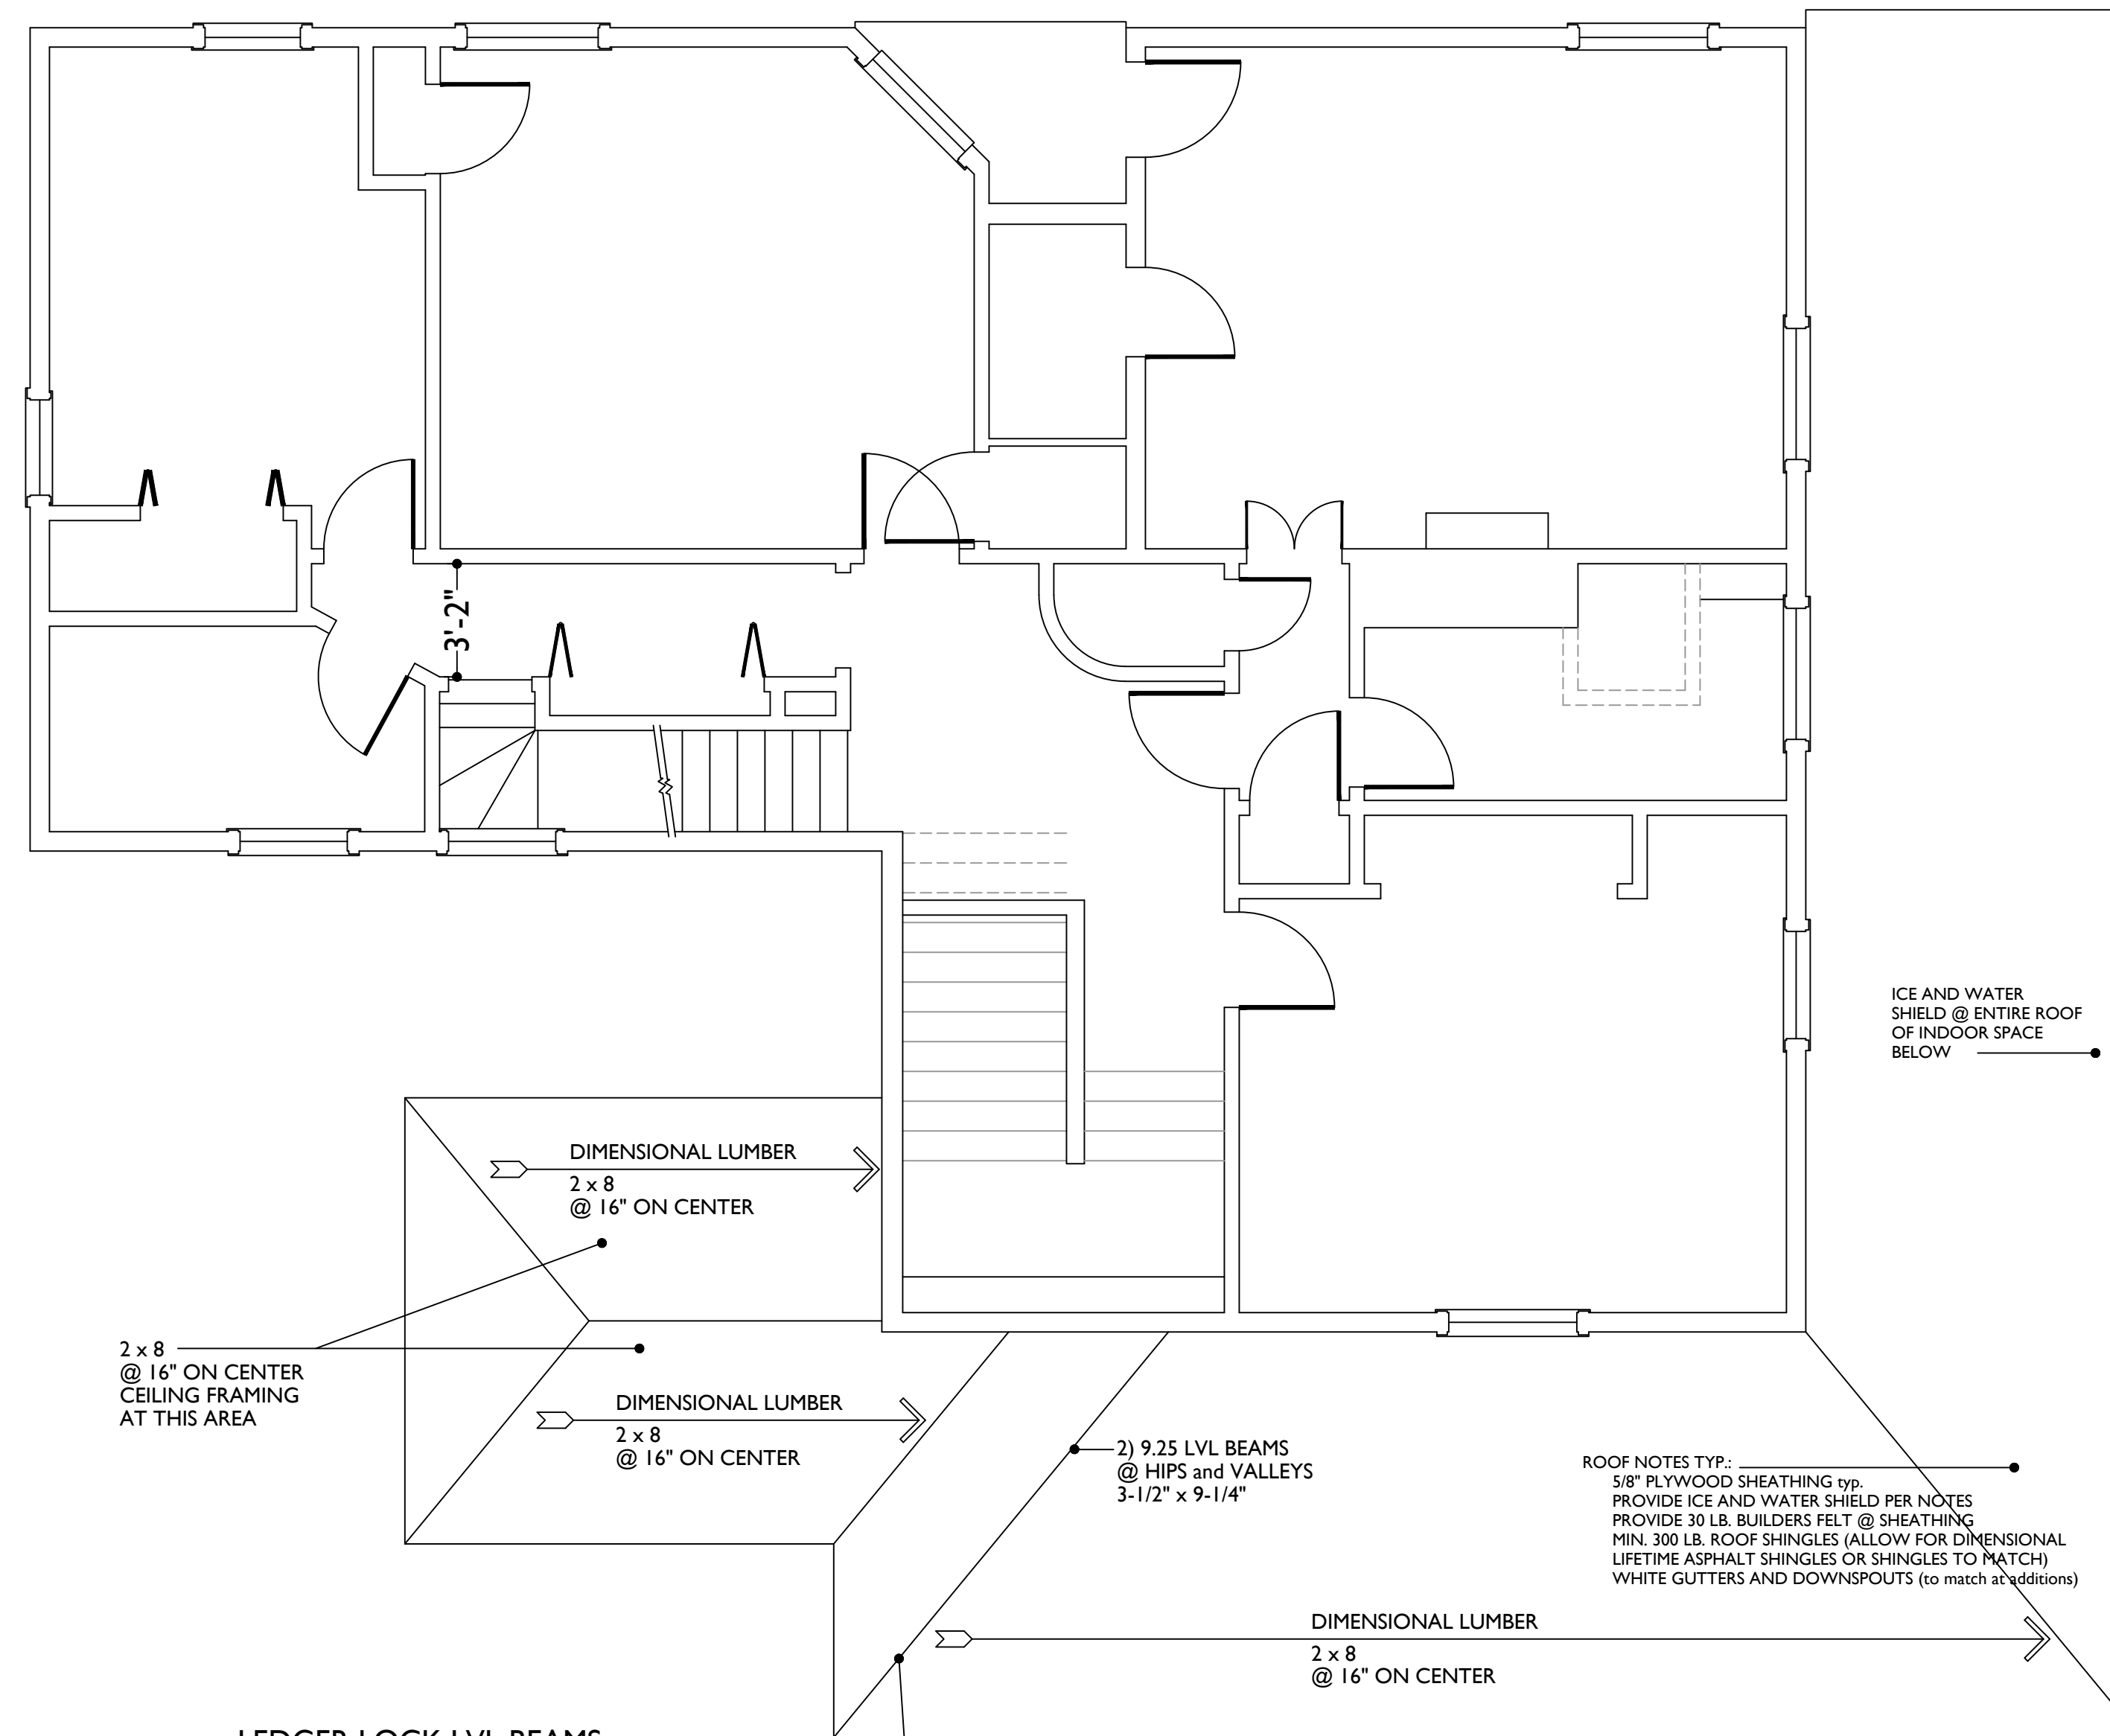 3'-2"
ICE AND WATER
SHIELD @ ENTIRE ROOF
OF INDOOR SPACE
BELOW
DIMENSIONAL LUMBER
2 x 8
@ 16" ON CENTER
2 x 8
@ 16" ON CENTER
CEILING FRAMING
AT THIS AREA
DIMENSIONAL LUMBER
2 x 8
@ 16" ON CENTER
2) 9.25 LVL BEAMS
@ HIPS and VALLEYS
3-1/2" x 9-1/4"
ROOF NOTES TYP.:
5/8" PLYWOOD SHEATHING typ.
PROVIDE ICE AND WATER SHIELD PER NOTES
PROVIDE 30 LB. BUILDERS FELT @ SHEATHING
MIN. 300 LB. ROOF SHINGLES (ALLOW FOR DIMENSIONAL
LIFETIME ASPHALT SHINGLES OR SHINGLES TO MATCH)
WHITE GUTTERS AND DOWNSPOUTS (to match at additions)
DIMENSIONAL LUMBER
2 x 8
@ 16" ON CENTER
LEDGER LOCK LVL BEAMS